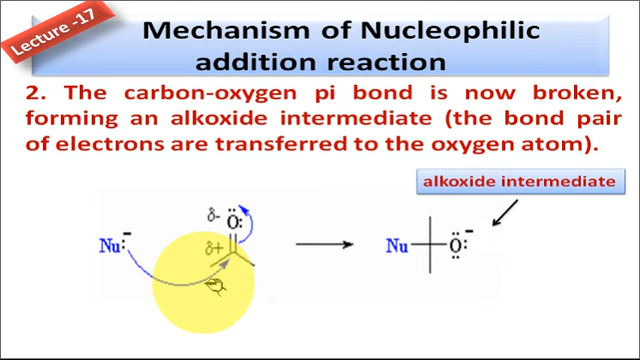 Lecture -17
Mechanism of Nucleophilic
addition reaction
2. The carbon-oxygen pi bond is now broken,
forming an alkoxide intermediate (the bond pair
of electrons are transferred to the oxygen atom).
alkoxide intermediate
δ-
Ö:
Nu:⁻
δ+
Nu
O:⁻